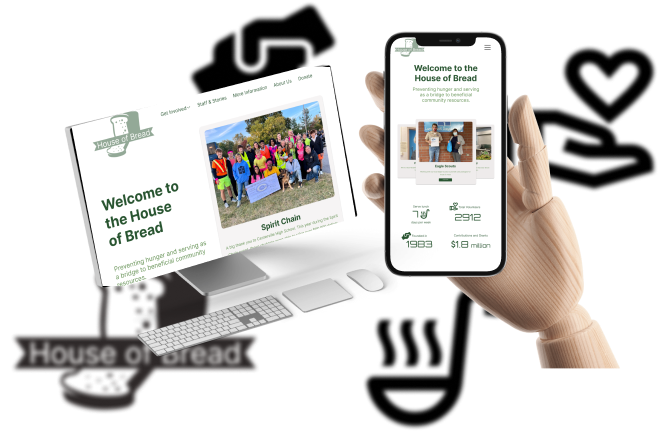 Get Involved
Staff & Stories
More Information
About Us
Donate
House of Bread
Welcome to
the House
of Bread
Preventing hunger and serving as
a bridge to beneficial community
resources.
Spirit Chain
House of Bread
Welcome to the
House of Bread
Preventing hunger and serving
as a bridge to beneficial
community resources.
Eagle Scouts
7
2912
1983
$1.8 million
House of Bread